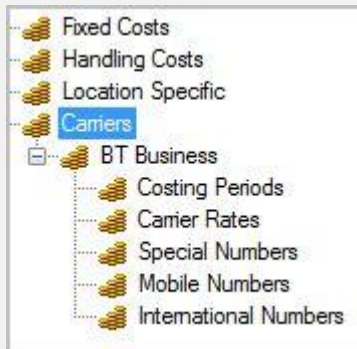 Fixed Costs
Handling Costs
Location Specific
Carriers
BT Business
Costing Periods
Carrier Rates
Special Numbers
Mobile Numbers
International Numbers